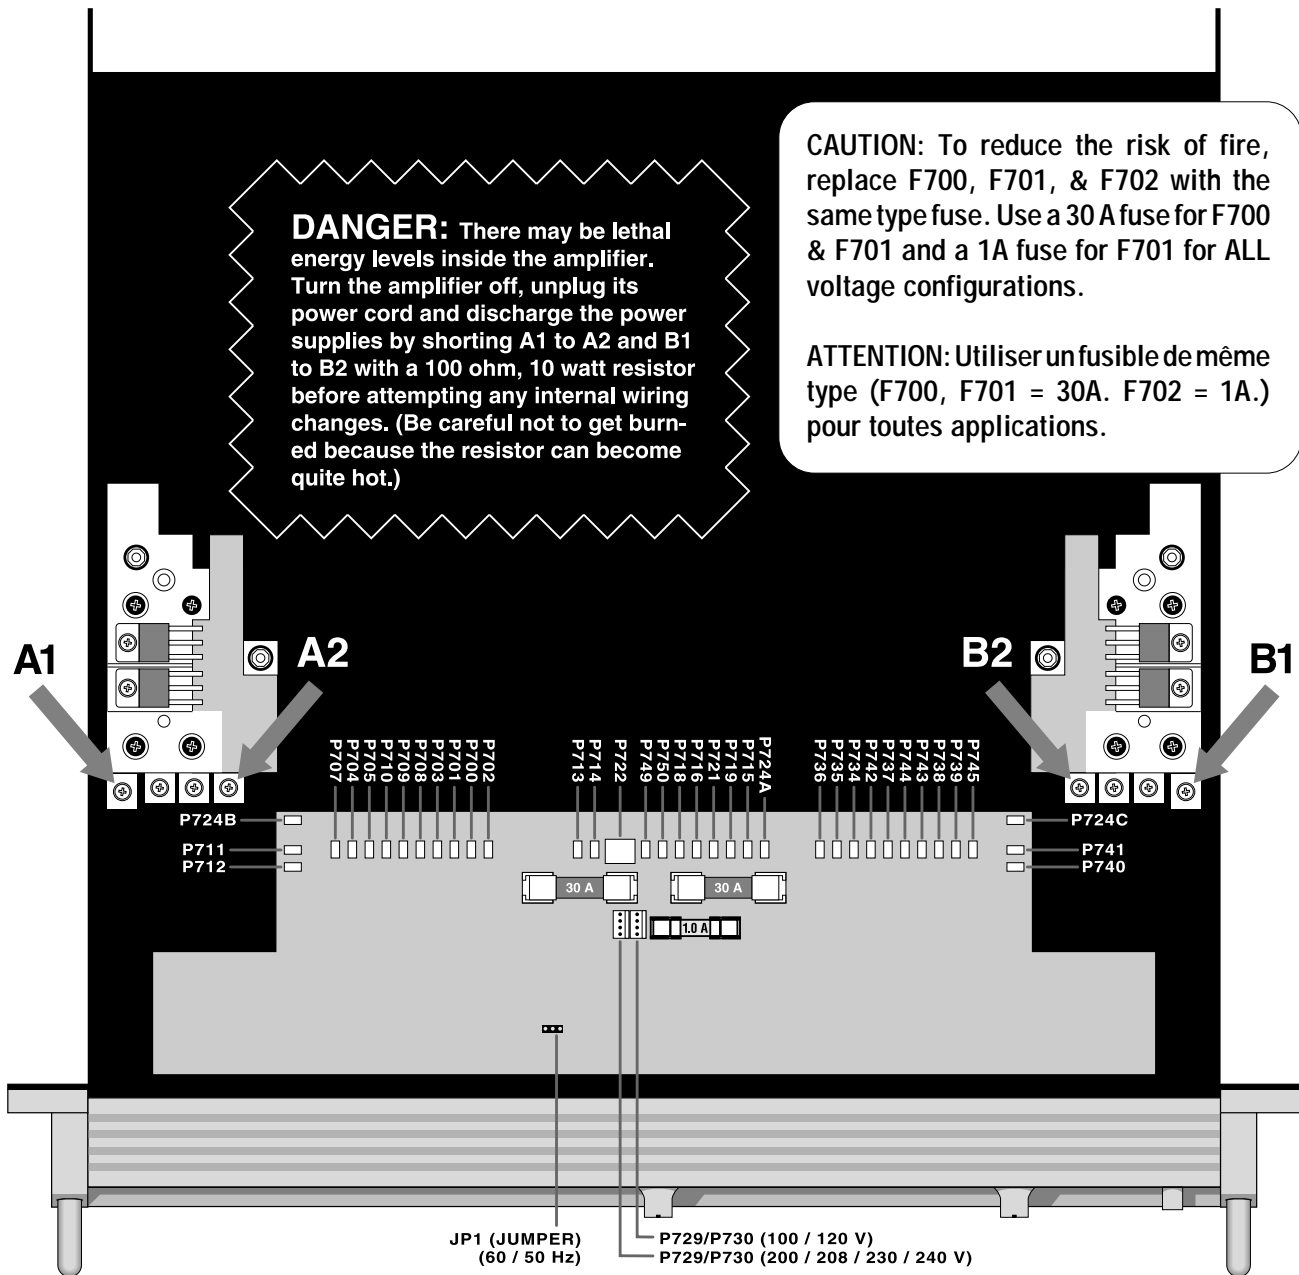 CAUTION: To reduce the risk of fire,
replace F700, F701, & F702 with the
same type fuse. Use a 30 A fuse for F700
& F701 and a 1A fuse for F701 for ALL
voltage configurations.
ATTENTION: Utiliser un fusible de même
type (F700, F701 = 30A. F702 = 1A.)
pour toutes applications.
DANGER: There may be lethal
energy levels inside the amplifier.
Turn the amplifier off, unplug its
power cord and discharge the power
supplies by shorting A1 to A2 and B1
to B2 with a 100 ohm, 10 watt resistor
before attempting any internal wiring
changes. (Be careful not to get burn-
ed because the resistor can become
quite hot.)
A1
A2
B2
B1
P707
P704
P705
P710
P709
P708
P703
P701
P700
P702
P713
P714
P722
P749
P750
P718
P716
P721
P719
P715
P724A
P736
P735
P734
P742
P737
P744
P743
P738
P739
P745
P724B
P711
P712
P724C
P741
P740
30 A
30 A
1.0 A
JP1 (JUMPER)
(60 / 50 Hz)
P729/P730 (100 / 120 V)
P729/P730 (200 / 208 / 230 / 240 V)